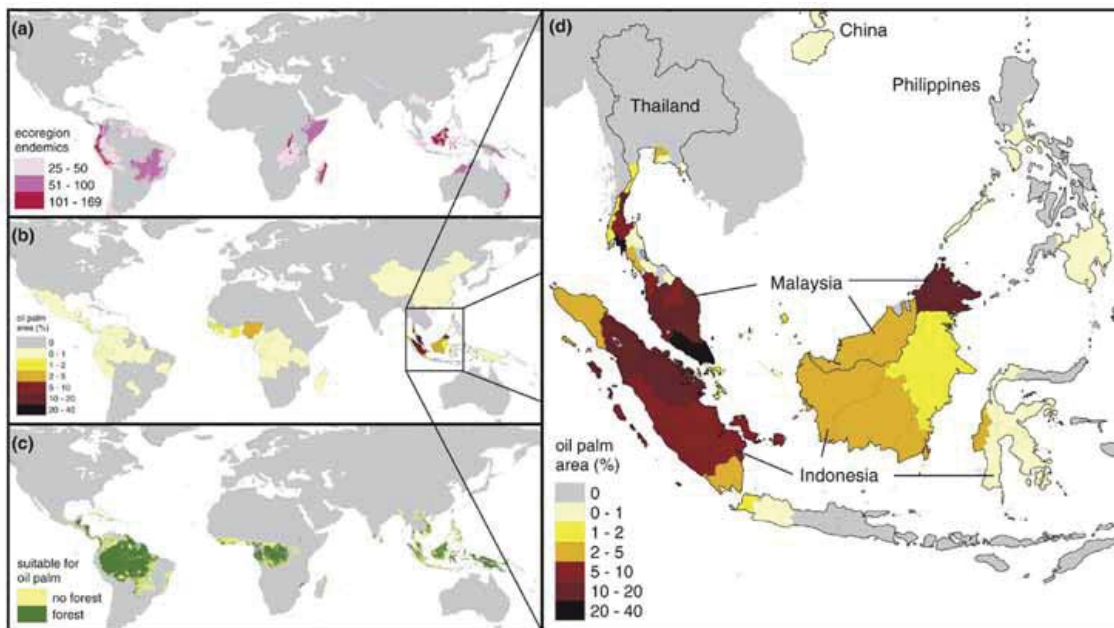 (a)
ecoregion
endemics
25 - 50
51 - 100
101 - 169
(b)
oil palm
area (%)
0
0 - 1
1 - 2
2 - 5
5 - 10
10 - 20
20 - 40
(c)
suitable for
oil palm
no forest
forest
(d)
China
Philippines
Thailand
Malaysia
Indonesia
oil palm
area (%)
0
0 - 1
1 - 2
2 - 5
5 - 10
10 - 20
20 - 40